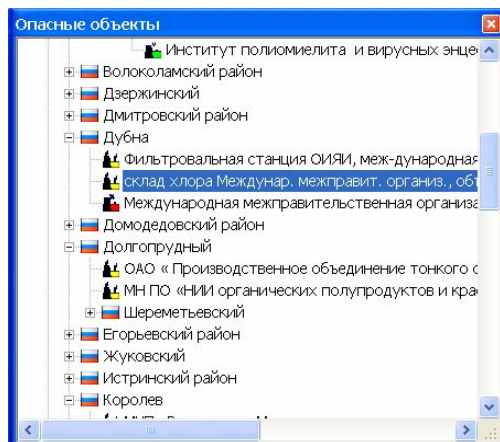 Опасные объекты
Институт полиомиелита и вирусных энце
Волоколамский район
Дзержинский
Дмитровский район
Дубна
Фильтровальная станция ОИЯИ, меж-дународная
склад хлора Междунар. межправит. организ., объ
Международная межправительственная организа
Домодедовский район
Долгопрудный
ОАО « Производственное объединение тонкого о
МН ПО «НИИ органических полупродуктов и кра
Шереметьевский
Егорьевский район
Жуковский
Истринский район
Королев